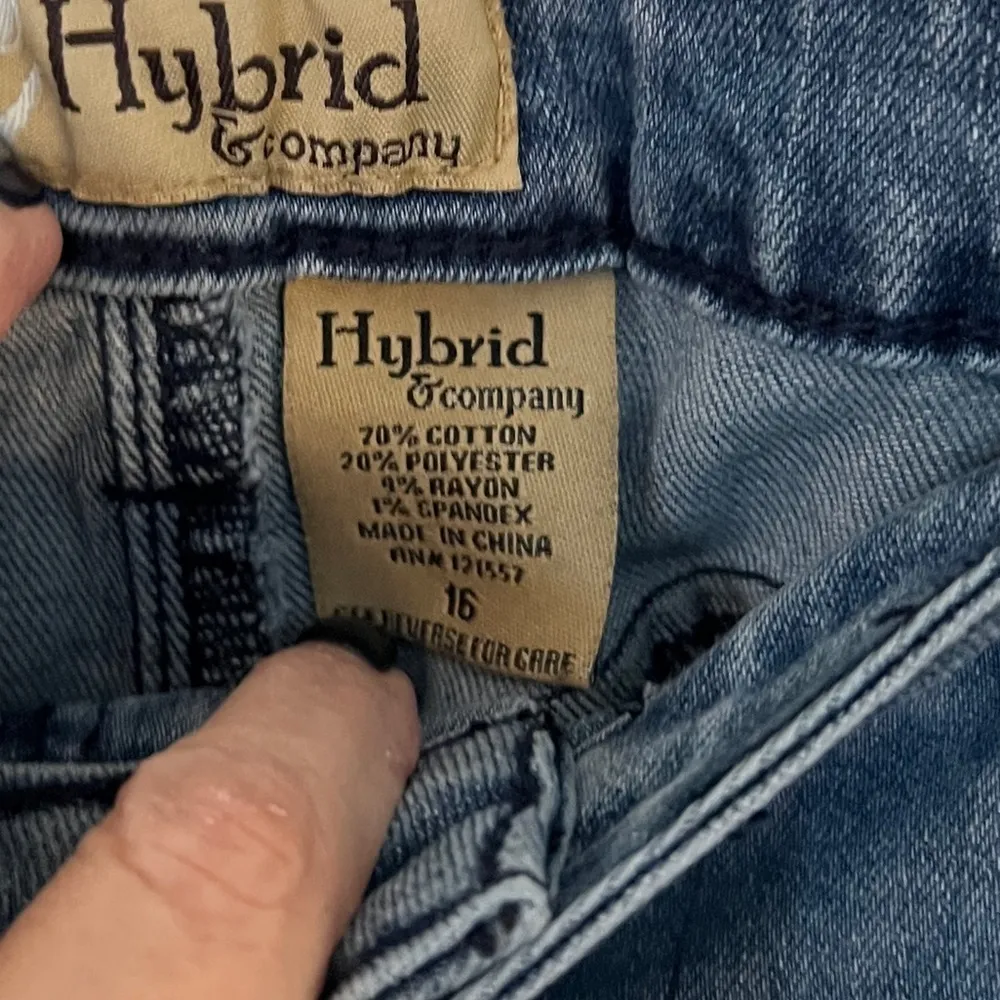 Hybrid
& company
Hybrid
& company
70% COTTON
20% POLYESTER
9% RAYON
1% SPANDEX
MADE IN CHINA
RN# 121557
16
SEE REVERSE FOR CARE